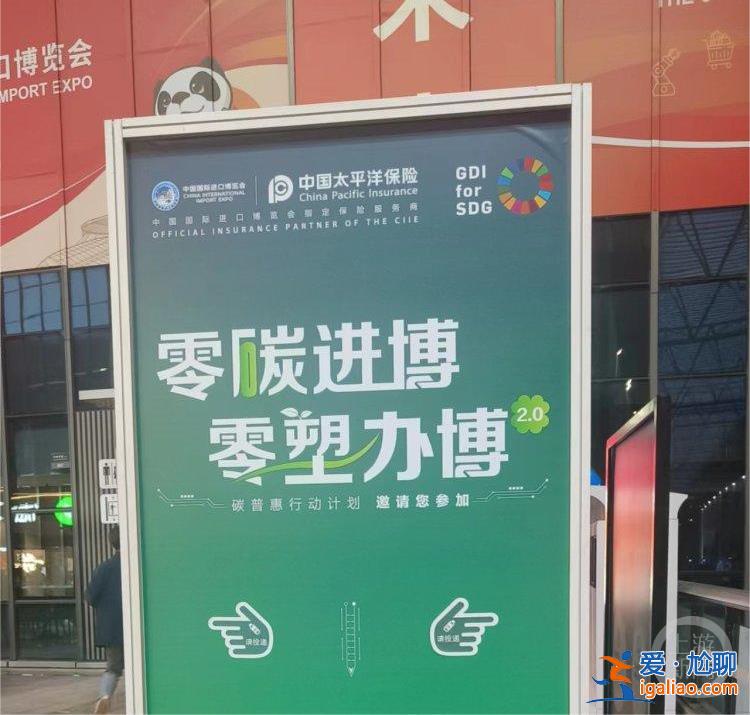 口博览会
MPORT EXPO
中国国际进口博览会
CHINA INTERNATIONAL
IMPORT EXPO
中国太平洋保险
China Pacific Insurance
GDI
for
SDG
中国国际进口博览会指定保险服务商
OFFICIAL INSURANCE PARTNER OF THE CIIE
零碳进博
零塑办博
2.0
碳普惠行动计划 邀请您参加
请投递
请投递
上游
爱·尬聊
igaliao.com